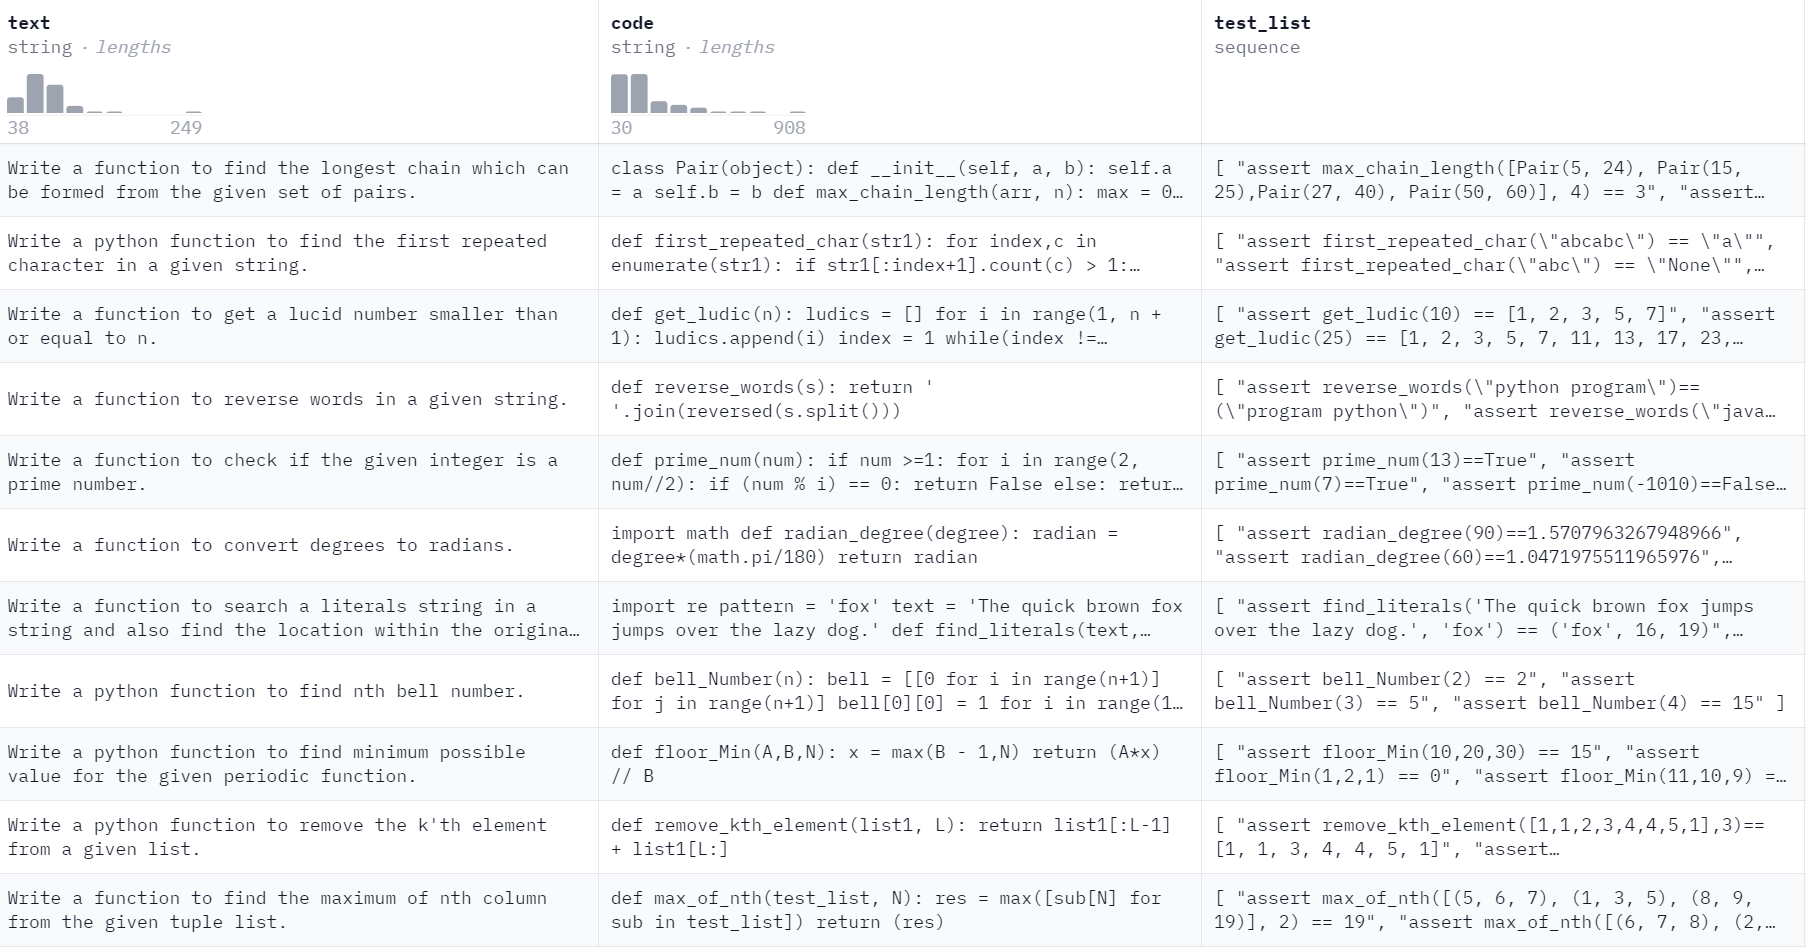 text
string · lengths
38 249
code
string · lengths
30 908
test_list
sequence
Write a function to find the longest chain which can
be formed from the given set of pairs.
class Pair(object): def __init__(self, a, b): self.a
= a self.b = b def max_chain_length(arr, n): max = 0…
[ "assert max_chain_length([Pair(5, 24), Pair(15,
25),Pair(27, 40), Pair(50, 60)], 4) == 3", "assert…
Write a python function to find the first repeated
character in a given string.
def first_repeated_char(str1): for index,c in
enumerate(str1): if str1[:index+1].count(c) > 1:…
[ "assert first_repeated_char(\"abcabc\") == \"a\"",
"assert first_repeated_char(\"abc\") == \"None\"",…
Write a function to get a lucid number smaller than
or equal to n.
def get_ludic(n): ludics = [] for i in range(1, n +
1): ludics.append(i) index = 1 while(index !=…
[ "assert get_ludic(10) == [1, 2, 3, 5, 7]", "assert
get_ludic(25) == [1, 2, 3, 5, 7, 11, 13, 17, 23,…
Write a function to reverse words in a given string.
def reverse_words(s): return '
'.join(reversed(s.split()))
[ "assert reverse_words(\"python program\")==
(\"program python\")", "assert reverse_words(\"java…
Write a function to check if the given integer is a
prime number.
def prime_num(num): if num >=1: for i in range(2,
num//2): if (num % i) == 0: return False else: retur…
[ "assert prime_num(13)==True", "assert
prime_num(7)==True", "assert prime_num(-1010)==False…
Write a function to convert degrees to radians.
import math def radian_degree(degree): radian =
degree*(math.pi/180) return radian
[ "assert radian_degree(90)==1.5707963267948966",
"assert radian_degree(60)==1.0471975511965976",…
Write a function to search a literals string in a
string and also find the location within the origina…
import re pattern = 'fox' text = 'The quick brown fox
jumps over the lazy dog.' def find_literals(text,…
[ "assert find_literals('The quick brown fox jumps
over the lazy dog.', 'fox') == ('fox', 16, 19)",…
Write a python function to find nth bell number.
def bell_Number(n): bell = [[0 for i in range(n+1)]
for j in range(n+1)] bell[0][0] = 1 for i in range(1…
[ "assert bell_Number(2) == 2", "assert
bell_Number(3) == 5", "assert bell_Number(4) == 15" ]
Write a python function to find minimum possible
value for the given periodic function.
def floor_Min(A,B,N): x = max(B - 1,N) return (A*x)
// B
[ "assert floor_Min(10,20,30) == 15", "assert
floor_Min(1,2,1) == 0", "assert floor_Min(11,10,9) =…
Write a python function to remove the k'th element
from a given list.
def remove_kth_element(list1, L): return list1[:L-1]
+ list1[L:]
[ "assert remove_kth_element([1,1,2,3,4,4,5,1],3)==
[1, 1, 3, 4, 4, 5, 1]", "assert…
Write a function to find the maximum of nth column
from the given tuple list.
def max_of_nth(test_list, N): res = max([sub[N] for
sub in test_list]) return (res)
[ "assert max_of_nth([(5, 6, 7), (1, 3, 5), (8, 9,
19)], 2) == 19", "assert max_of_nth([(6, 7, 8), (2,…